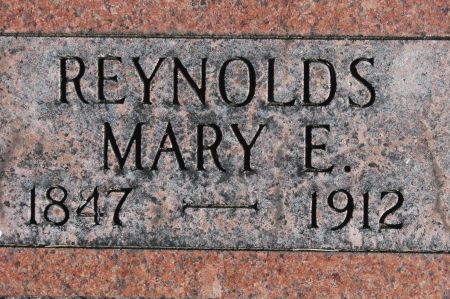 REYNOLDS
MARY E.
1847 — 1912